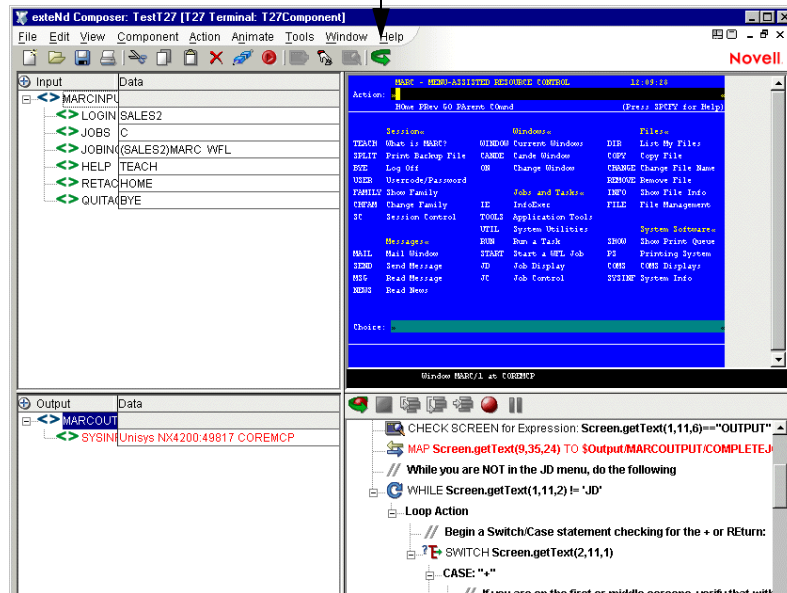 exteNd Composer: TestT27 [T27 Terminal: T27Component]
File Edit View Component Action Animate Tools Window Help
Novell.
Input Data
MARCINPU
LOGIN SALES2
JOBS C
JOBIN( (SALES2)MARC WFL
HELP TEACH
RETAC HOME
QUITA( BYE
MARC - MENU-ASSISTED RESOURCE CONTROL 12:09:28
Action:
HOme PRev GO PArent COmnd (Press SPCFY for Help)
Session« Windows« Files«
TEACH What is MARC? WINDOW Current Windows DIR List My Files
SPLIT Print Backup File CANDE Cande Window COPY Copy File
BYE Log Off ON Change Window CHANGE Change File Name
USER Usercode/Password REMOVE Remove File
FAMILY Show Family Jobs and Tasks« INFO Show File Info
CHFAM Change Family IE InfoExec FILE File Management
SC Session Control TOOLS Application Tools
UTIL System Utilities System Software«
Messages« RUN Run a Task SHOW Show Print Queue
MAIL Mail Window START Start a WFL Job PS Printing System
SEND Send Message JD Job Display COMS COMS Displays
MSG Read Message JC Job Control SYSINF System Info
NEWS Read News
Choice:
Window MARC/1 at COREMCP
Output Data
MARCOUT
SYSINF Unisys NX4200:49817 COREMCP
CHECK SCREEN for Expression: Screen.getText(1,11,6)=="OUTPUT"
MAP Screen.getText(9,35,24) TO $Output/MARCOUTPUT/COMPLETEJ
// While you are NOT in the JD menu, do the following
WHILE Screen.getText(1,11,2) != 'JD'
Loop Action
// Begin a Switch/Case statement checking for the + or REturn:
SWITCH Screen.getText(2,11,1)
CASE: "+"
// If you are on the first or middle screens, verify that with